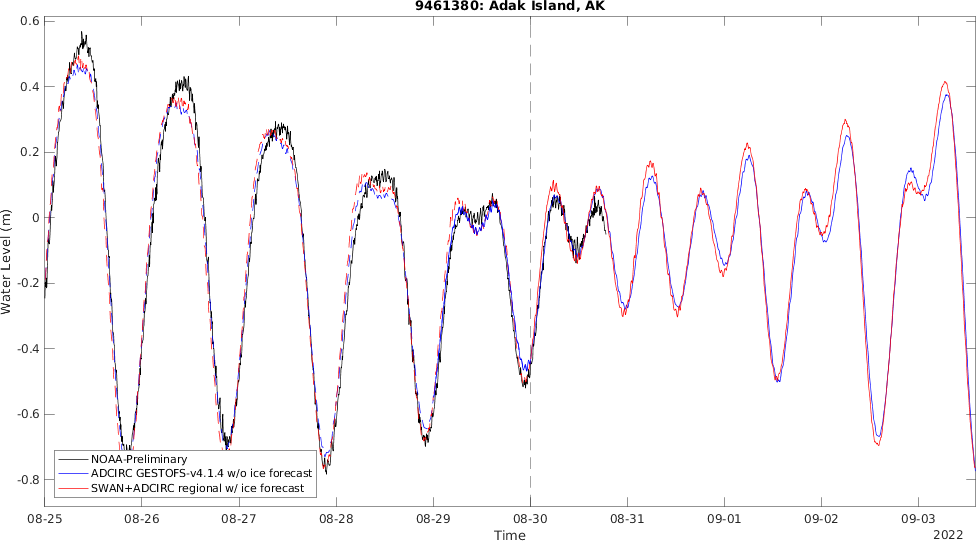 9461380: Adak Island, AK
0.6
0.4
0.2
0
-0.2
-0.4
-0.6
-0.8
Water Level (m)
NOAA-Preliminary
ADCIRC GESTOFS-v4.1.4 w/o ice forecast
SWAN+ADCIRC regional w/ ice forecast
08-25 08-26 08-27 08-28 08-29 08-30 08-31 09-01 09-02 09-03
Time
2022